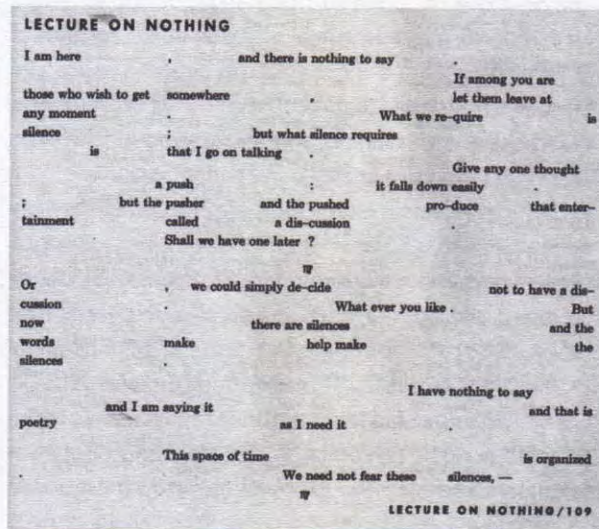 LECTURE ON NOTHING
I am here , and there is nothing to say .
If among you are
those who wish to get somewhere , let them leave at
any moment . What we re-quire is
silence ; but what silence requires
is that I go on talking .
Give any one thought
a push : it falls down easily .
; but the pusher and the pushed pro-duce that enter-
tainment called a dis-cussion .
Shall we have one later ?
Or , we could simply de-cide not to have a dis-
cussion . What ever you like . But
now there are silences and the
words make help make the
silences .
I have nothing to say
and I am saying it and that is
poetry as I need it .
This space of time is organized
. We need not fear these silences, —
LECTURE ON NOTHING/109